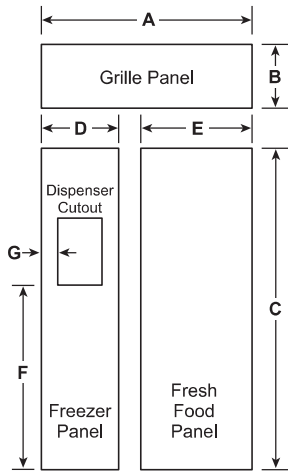 A
Grille Panel
B
D
E
Dispenser
Cutout
G
C
F
Freezer
Panel
Fresh
Food
Panel